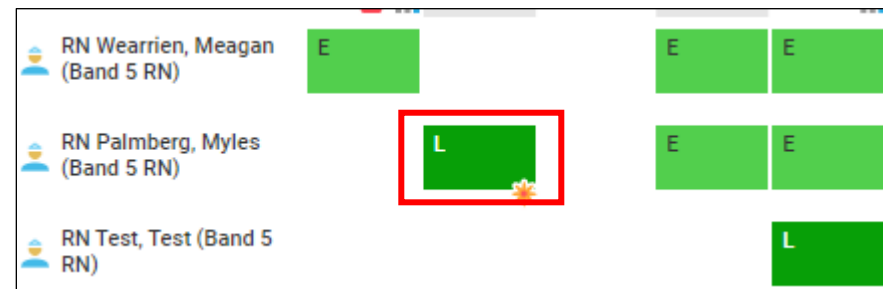 RN Wearrien, Meagan E E E
(Band 5 RN)
RN Palmberg, Myles L E E
(Band 5 RN)
RN Test, Test (Band 5 L
RN)